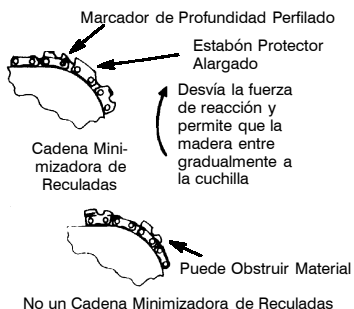 Marcador de Profundidad Perfilado
Estabón Protector
Alargado
Desvía la fuerza
de reacción y
permite que la
madera entre
gradualmente a
la cuchilla
Cadena Mini-
mizadora de
Reculadas
Puede Obstruir Material
No un Cadena Minimizadora de Reculadas